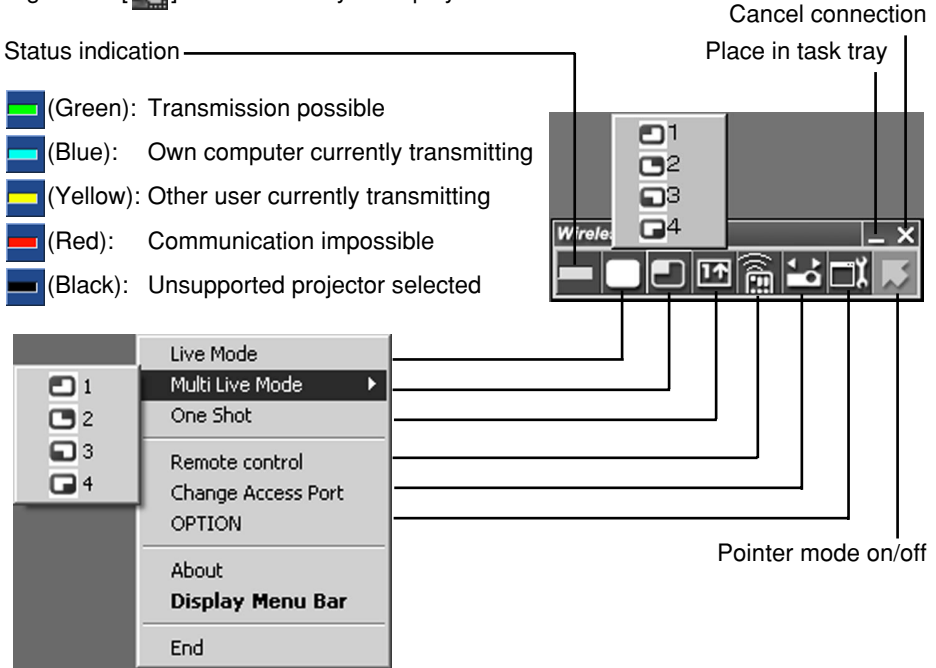 Cancel connection
Status indication
Place in task tray
(Green): Transmission possible
(Blue): Own computer currently transmitting
(Yellow): Other user currently transmitting
(Red): Communication impossible
(Black): Unsupported projector selected
1
2
3
4
Live Mode
Multi Live Mode
One Shot
Remote control
Change Access Port
OPTION
About
Display Menu Bar
End
1
2
3
4
Pointer mode on/off